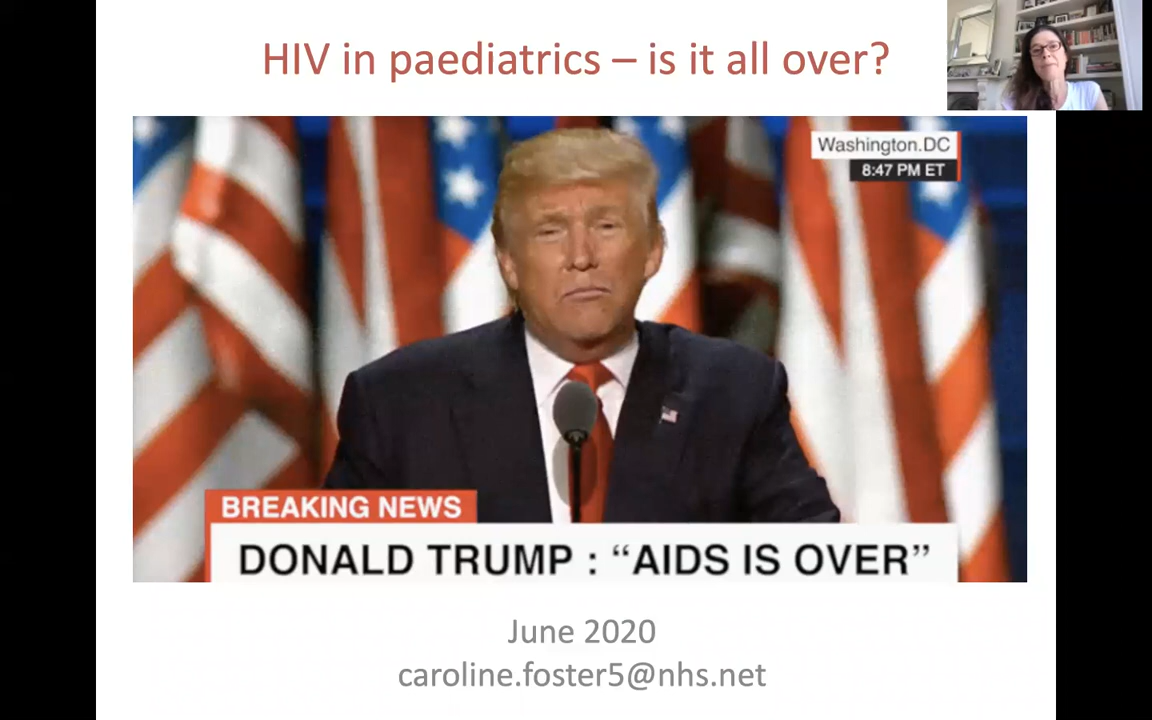 HIV in paediatrics – is it all over?
Washington.DC
8:47 PM ET
BREAKING NEWS
DONALD TRUMP : “AIDS IS OVER”
June 2020
caroline.foster5@nhs.net